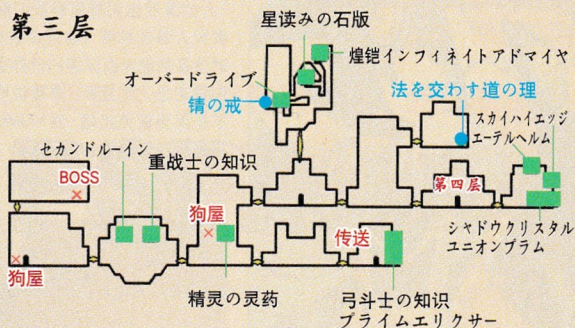 第三层
星读みの石版
煌铠インフィネイトアドマイヤ
オーバードライブ
锖の戒
法を交わす道の理
スカイハイエッジ
エーテルヘルム
セカンドルーイン
重战士の知识
BOSS
第四层
狗屋
传送
シャドウクリスタル
ユニオンプラム
狗屋
精灵の灵药
弓斗士の知识
プライムエリクサー